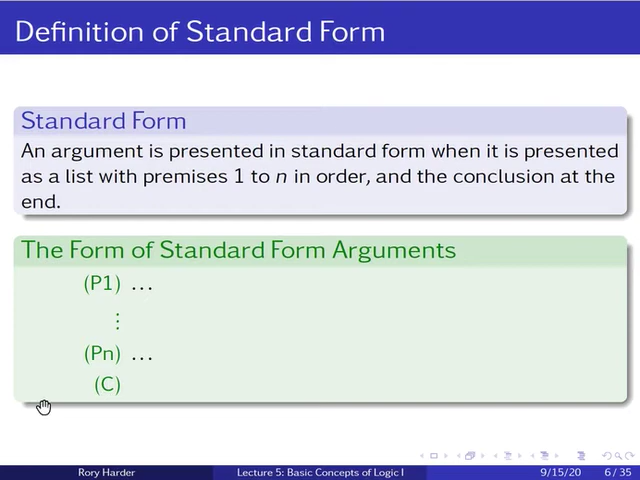 Definition of Standard Form
Standard Form
An argument is presented in standard form when it is presented
as a list with premises 1 to n in order, and the conclusion at the
end.
The Form of Standard Form Arguments
(P1) ...
⋮
(Pn) ...
(C)
Rory Harder Lecture 5: Basic Concepts of Logic I 9/15/20 6 / 35